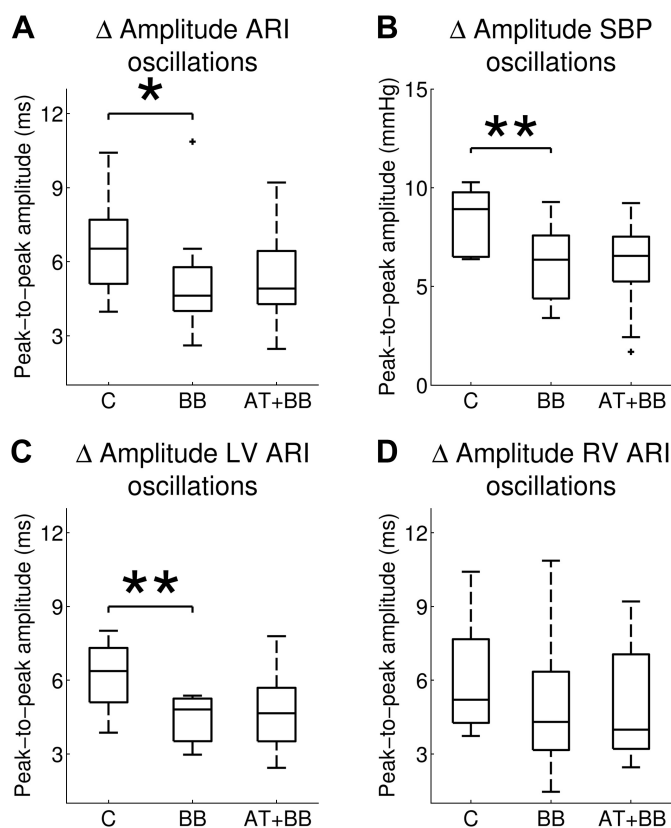 A
Δ Amplitude ARI
oscillations
Peak-to-peak amplitude (ms)
12
9
6
3
*
C
BB
AT+BB
B
Δ Amplitude SBP
oscillations
Peak-to-peak amplitude (mmHg)
15
10
5
0
**
C
BB
AT+BB
C
Δ Amplitude LV ARI
oscillations
Peak-to-peak amplitude (ms)
12
9
6
3
**
C
BB
AT+BB
D
Δ Amplitude RV ARI
oscillations
Peak-to-peak amplitude (ms)
12
9
6
3
C
BB
AT+BB